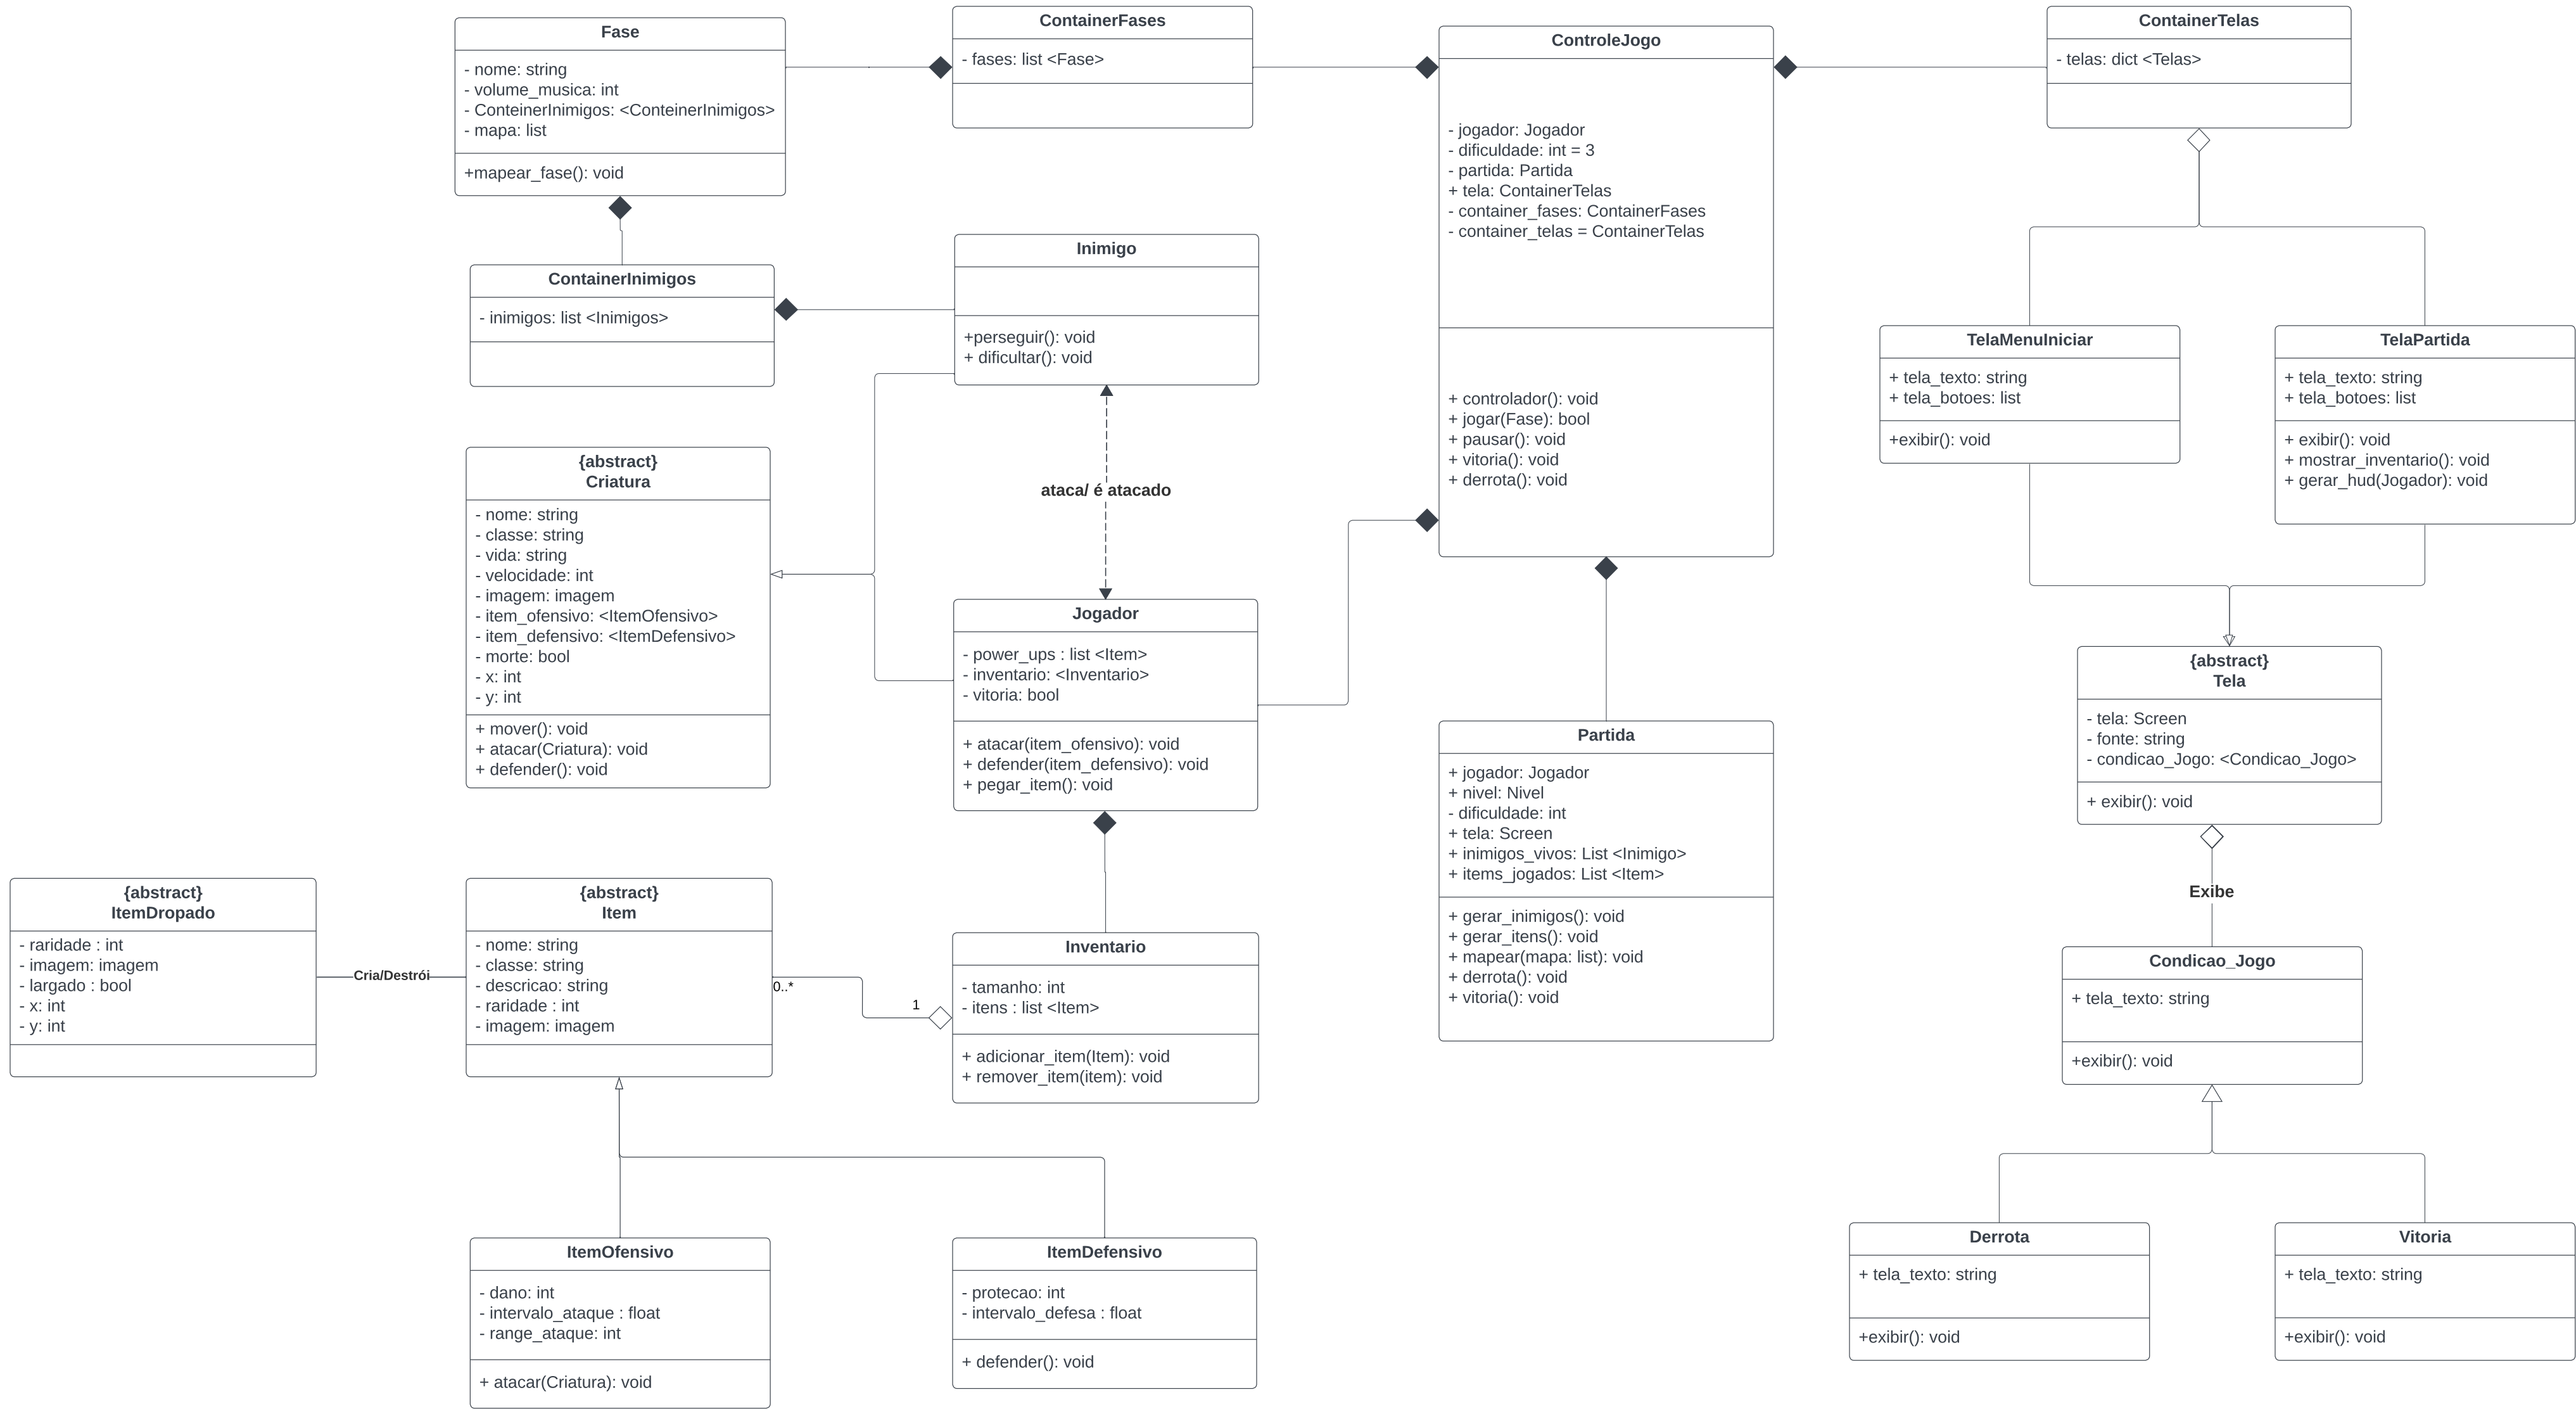 Fase
- nome: string
- volume_musica: int
- ConteinerInimigos: <ConteinerInimigos>
- mapa: list
+mapear_fase(): void
ContainerFases
- fases: list <Fase>
ControleJogo
- jogador: Jogador
- dificuldade: int = 3
- partida: Partida
+ tela: ContainerTelas
- container_fases: ContainerFases
- container_telas = ContainerTelas
+ controlador(): void
+ jogar(Fase): bool
+ pausar(): void
+ vitoria(): void
+ derrota(): void
ContainerTelas
- telas: dict <Telas>
ContainerInimigos
- inimigos: list <Inimigos>
Inimigo
+perseguir(): void
+ dificultar(): void
TelaMenuIniciar
+ tela_texto: string
+ tela_botoes: list
+exibir(): void
TelaPartida
+ tela_texto: string
+ tela_botoes: list
+ exibir(): void
+ mostrar_inventario(): void
+ gerar_hud(Jogador): void
{abstract}
Criatura
- nome: string
- classe: string
- vida: string
- velocidade: int
- imagem: imagem
- item_ofensivo: <ItemOfensivo>
- item_defensivo: <ItemDefensivo>
- morte: bool
- x: int
- y: int
+ mover(): void
+ atacar(Criatura): void
+ defender(): void
ataca/ é atacado
Jogador
- power_ups : list <Item>
- inventario: <Inventario>
- vitoria: bool
+ atacar(item_ofensivo): void
+ defender(item_defensivo): void
+ pegar_item(): void
Partida
+ jogador: Jogador
+ nivel: Nivel
- dificuldade: int
+ tela: Screen
+ inimigos_vivos: List <Inimigo>
+ items_jogados: List <Item>
+ gerar_inimigos(): void
+ gerar_itens(): void
+ mapear(mapa: list): void
+ derrota(): void
+ vitoria(): void
{abstract}
Tela
- tela: Screen
- fonte: string
- condicao_Jogo: <Condicao_Jogo>
+ exibir(): void
Exibe
{abstract}
ItemDropado
- raridade : int
- imagem: imagem
- largado : bool
- x: int
- y: int
Cria/Destrói
{abstract}
Item
- nome: string
- classe: string
- descricao: string
- raridade : int
- imagem: imagem
0..*
1
Inventario
- tamanho: int
- itens : list <Item>
+ adicionar_item(Item): void
+ remover_item(item): void
Condicao_Jogo
+ tela_texto: string
+exibir(): void
ItemOfensivo
- dano: int
- intervalo_ataque : float
- range_ataque: int
+ atacar(Criatura): void
ItemDefensivo
- protecao: int
- intervalo_defesa : float
+ defender(): void
Derrota
+ tela_texto: string
+exibir(): void
Vitoria
+ tela_texto: string
+exibir(): void